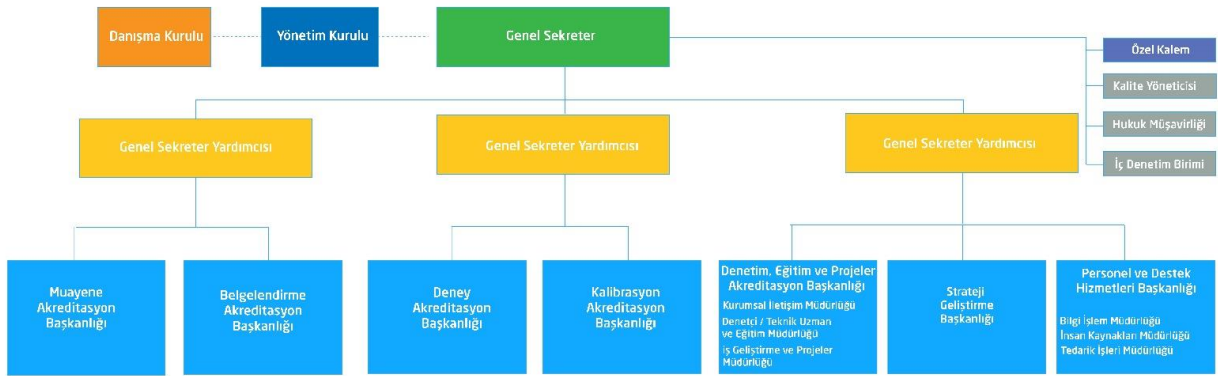 Danışma Kurulu
Yönetim Kurulu
Genel Sekreter
Özel Kalem
Kalite Yöneticisi
Hukuk Müşavirliği
İç Denetim Birimi
Genel Sekreter Yardımcısı
Genel Sekreter Yardımcısı
Genel Sekreter Yardımcısı
Muayene
Akreditasyon
Başkanlığı
Belgelendirme
Akreditasyon
Başkanlığı
Deney
Akreditasyon
Başkanlığı
Kalibrasyon
Akreditasyon
Başkanlığı
Denetim, Eğitim ve Projeler
Akreditasyon Başkanlığı
Kurumsal İletişim Müdürlüğü
Denetçi / Teknik Uzman
ve Eğitim Müdürlüğü
İş Geliştirme ve Projeler
Müdürlüğü
Strateji
Geliştirme
Başkanlığı
Personel ve Destek
Hizmetleri Başkanlığı
Bilgi İşlem Müdürlüğü
İnsan Kaynakları Müdürlüğü
Tedarik İşleri Müdürlüğü